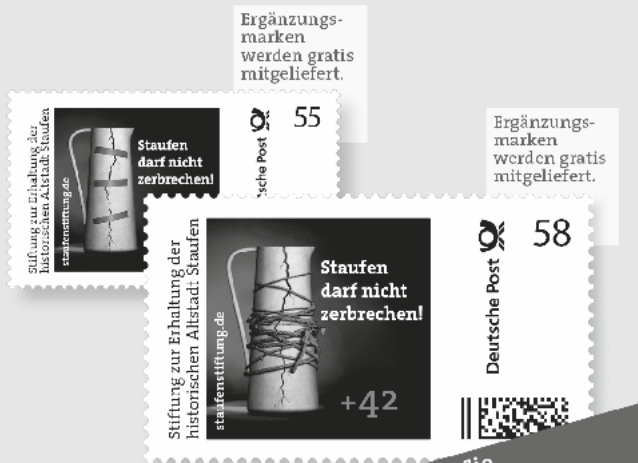 Ergänzungs-
marken
werden gratis
mitgeliefert.
Ergänzungs-
marken
werden gratis
mitgeliefert.
Stiftung zur Erhaltung der
historischen Altstadt Staufen
staufenstiftung.de
Staufen
darf nicht
zerbrechen!
tsche Post
55
Stiftung zur Erhaltung der
historischen Altstadt Staufen
staufenstiftung.de
Staufen
darf nicht
zerbrechen!
+42
Deutsche Post
58